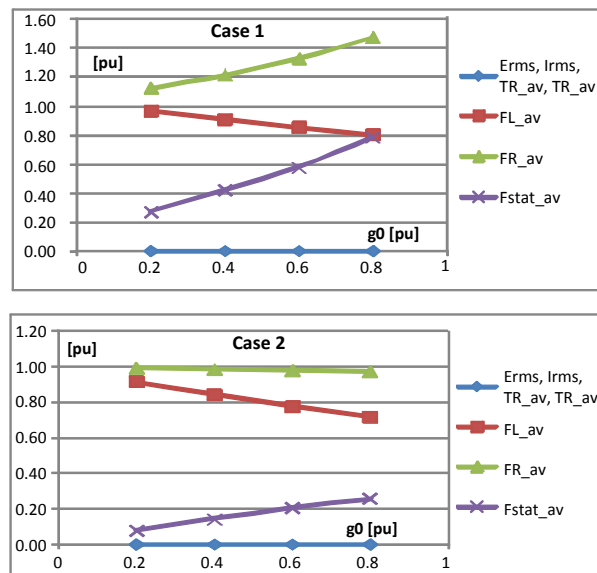 1.60
1.40
1.20
1.00
0.80
0.60
0.40
0.20
0.00
[pu]
Case 1
g0 [pu]
0
0.2
0.4
0.6
0.8
1
Erms, Irms,
TR_av, TR_av
FL_av
FR_av
Fstat_av
1.20
1.00
0.80
0.60
0.40
0.20
0.00
[pu]
Case 2
g0 [pu]
0
0.2
0.4
0.6
0.8
1
Erms, Irms,
TR_av, TR_av
FL_av
FR_av
Fstat_av